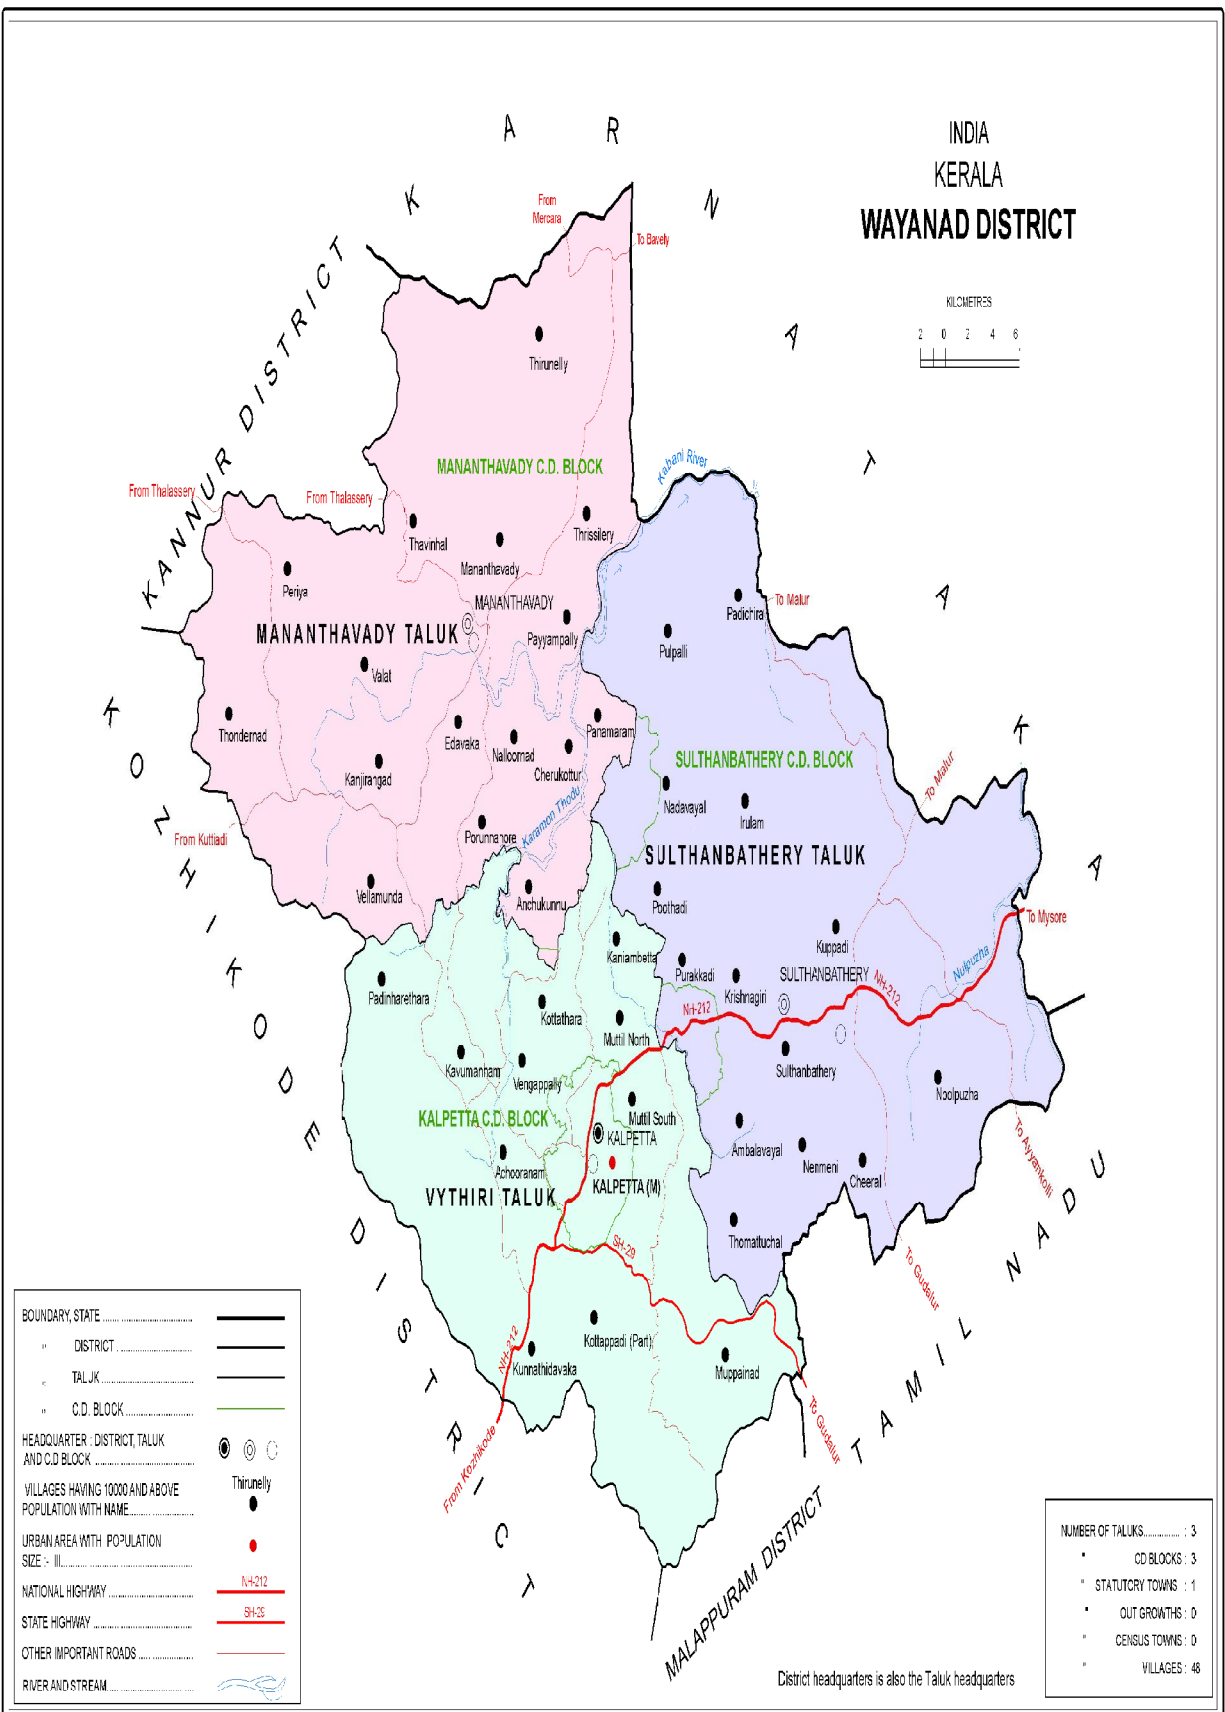 INDIA
KERALA
WAYANAD DISTRICT
KILOMETRES
2 0 2 4 6
K A R N A T A K A
KANNUR DISTRICT
KOZHIKODE DISTRICT
MALAPPURAM DISTRICT
TAMIL NADU
From
Mercara
To Bavely
Thirunelly
MANANTHAVADY C.D. BLOCK
Kabani River
From Thalassery
From Thalassery
Thavinhal
Thrissilery
Mananthavady
Periya
MANANTHAVADY
MANANTHAVADY TALUK
Payyampally
Padichira
To Malur
Pulpalli
Valat
Thondernad
Edavaka
Nalloornad
Panamaram
Cherukottur
Kanjirangad
SULTHANBATHERY C.D. BLOCK
To Malur
Nadavayal
Irulam
From Kuttiadi
Porunnanore
Karamon Thodu
SULTHANBATHERY TALUK
Vellamunda
Anchukunnu
Poothadi
To Mysore
Kuppadi
Kaniambetta
Purakkadi
Krishnagiri
SULTHANBATHERY
NH-212
Nulpuzha
Padinharethara
Kottathara
NH-212
Muttil North
Kavumanham
Vengappally
Sulthanbathery
Noolpuzha
KALPETTA C.D. BLOCK
Muttil South
KALPETTA
Ambalavayal
Nenmeni
Cheeral
To Ayyankolli
Achooranam
KALPETTA (M)
VYTHIRI TALUK
Thomattuchal
SH-29
To Gudalur
NH-212
Kottappadi (Part)
Kunnathidavaka
Muppainad
To Gudalur
From Kozhikode
BOUNDARY, STATE
" DISTRICT
" TALUK
" C.D. BLOCK
HEADQUARTER : DISTRICT, TALUK
AND C.D BLOCK
Thirunelly
VILLAGES HAVING 10000 AND ABOVE
POPULATION WITH NAME
URBAN AREA WITH POPULATION
SIZE :- III
NATIONAL HIGHWAY NH-212
STATE HIGHWAY SH-29
OTHER IMPORTANT ROADS
RIVER AND STREAM
NUMBER OF TALUKS : 3
" CD BLOCKS : 3
" STATUTORY TOWNS : 1
" OUT GROWTHS : 0
" CENSUS TOWNS : 0
" VILLAGES : 48
District headquarters is also the Taluk headquarters